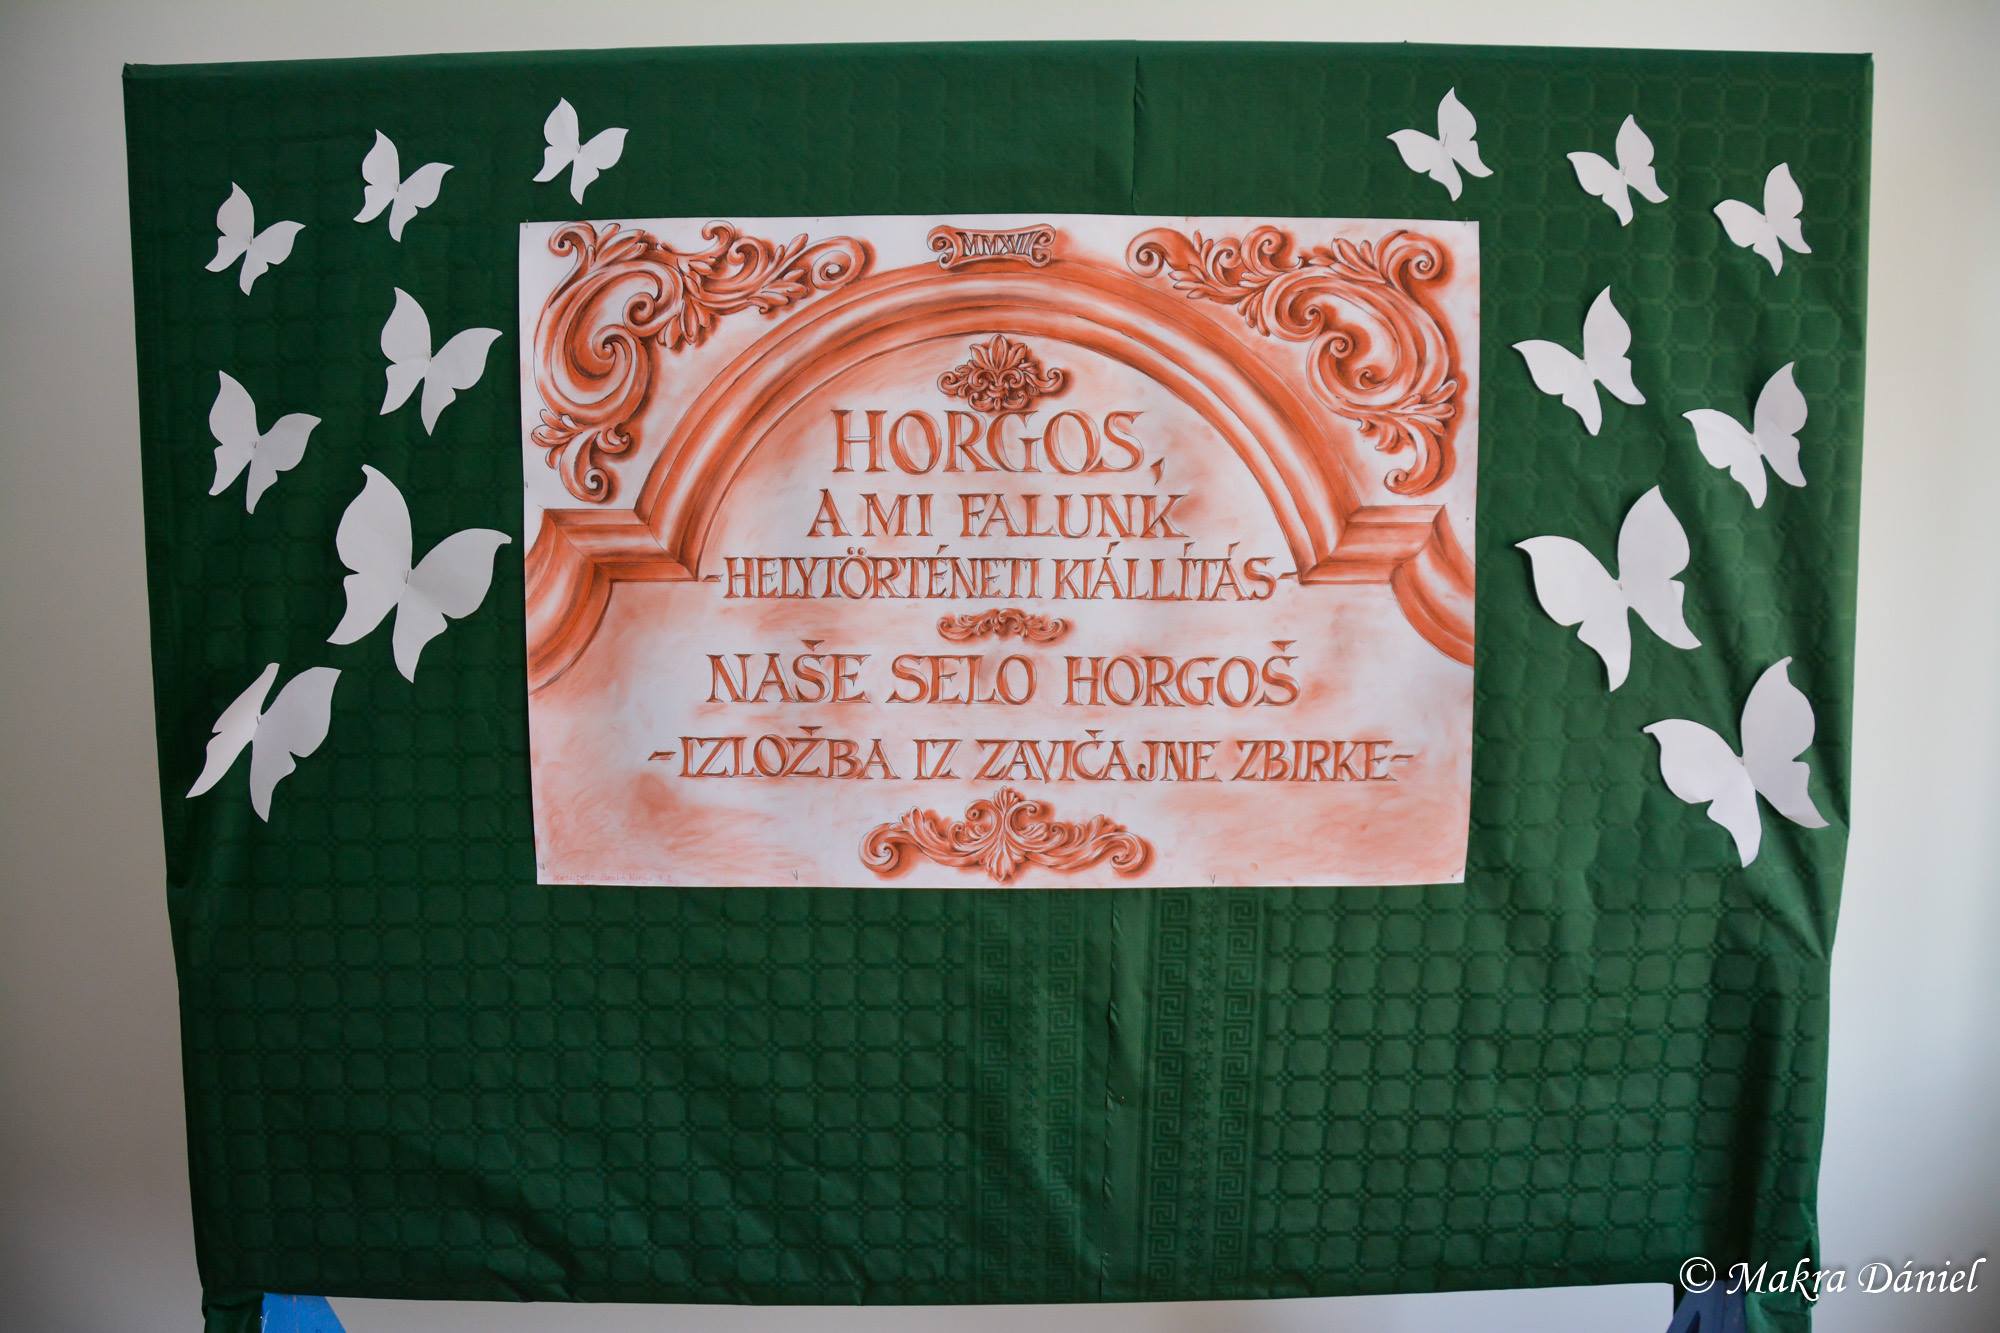 MMXVII
HORGOS,
A MI FALUNK
-HELYTÖRTÉNETI KIÁLLÍTÁS-
NAŠE SELO HORGOŠ
-IZLOŽBA IZ ZAVIČAJNE ZBIRKE-
© Makra Dániel